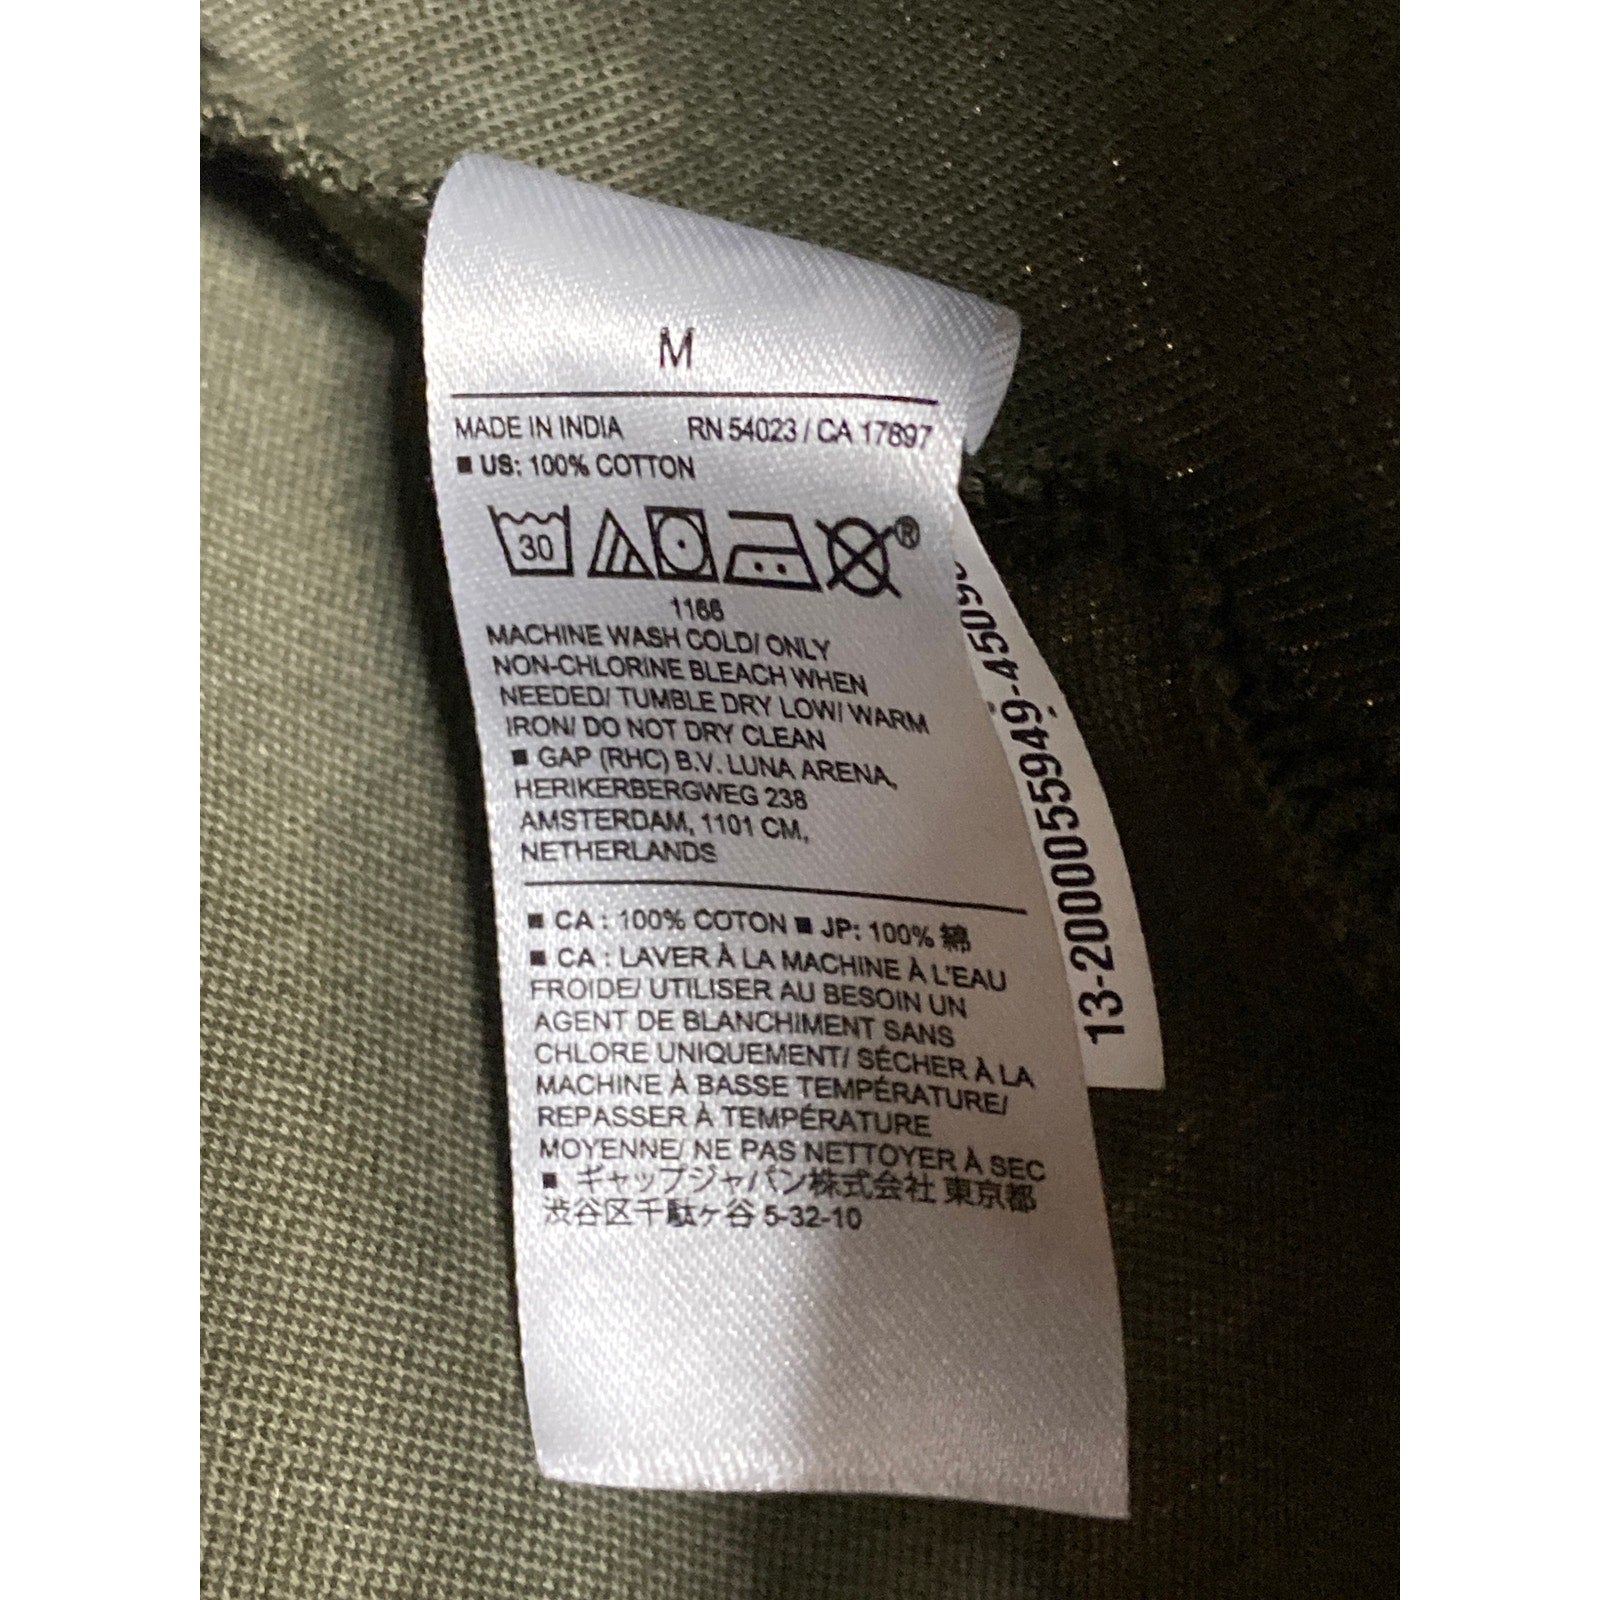 M
MADE IN INDIA RN 54023 / CA 17897
■ US: 100% COTTON
30
®
1166
MACHINE WASH COLD/ ONLY
NON-CHLORINE BLEACH WHEN
NEEDED/ TUMBLE DRY LOW/ WARM
IRON/ DO NOT DRY CLEAN
■ GAP (RHC) B.V. LUNA ARENA,
HERIKERBERGWEG 238
AMSTERDAM, 1101 CM,
NETHERLANDS
■ CA : 100% COTON ■ JP: 100% 綿
■ CA : LAVER À LA MACHINE À L'EAU
FROIDE/ UTILISER AU BESOIN UN
AGENT DE BLANCHIMENT SANS
CHLORE UNIQUEMENT/ SÉCHER À LA
MACHINE À BASSE TEMPÉRATURE/
REPASSER À TEMPÉRATURE
MOYENNE/ NE PAS NETTOYER À SEC
■ ギャップジャパン株式会社 東京都
渋谷区千駄ヶ谷 5-32-10